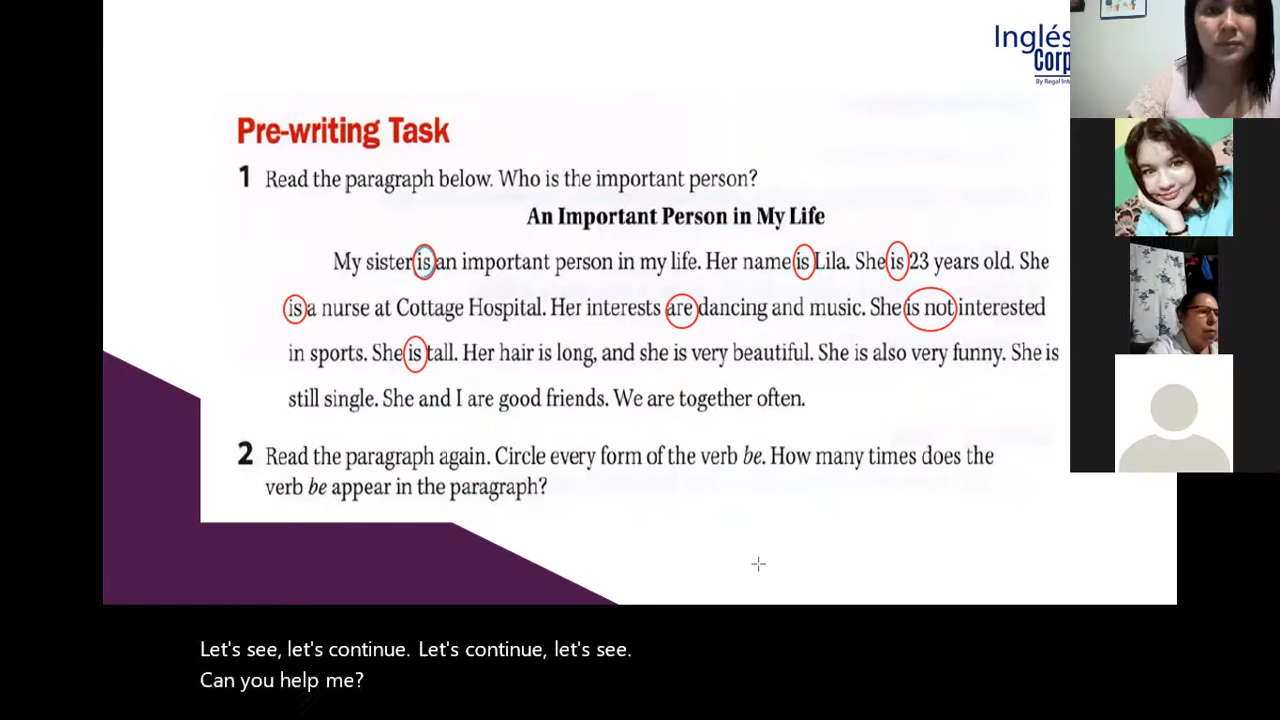 Inglés
Corp
By Regal Int
Pre-writing Task
1 Read the paragraph below. Who is the important person?
An Important Person in My Life
My sister is an important person in my life. Her name is Lila. She is 23 years old. She
is a nurse at Cottage Hospital. Her interests are dancing and music. She is not interested
in sports. She is tall. Her hair is long, and she is very beautiful. She is also very funny. She is
still single. She and I are good friends. We are together often.
2 Read the paragraph again. Circle every form of the verb be. How many times does the
verb be appear in the paragraph?
Let's see, let's continue. Let's continue, let's see.
Can you help me?